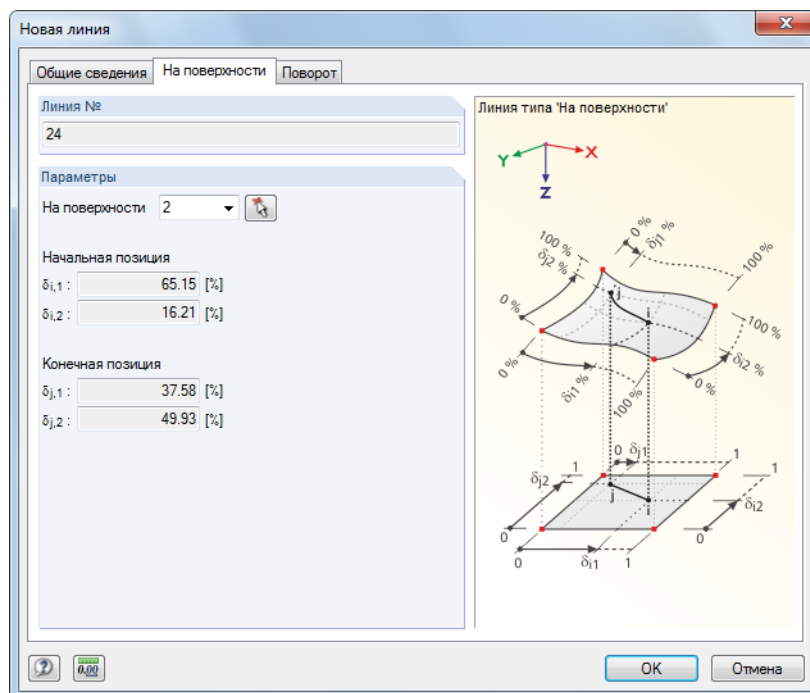 Новая линия
Общие сведения На поверхности Поворот
Линия №
24
Параметры
На поверхности 2
Начальная позиция
δi,1 : 65.15 [%]
δi,2 : 16.21 [%]
Конечная позиция
δj,1 : 37.58 [%]
δj,2 : 49.93 [%]
Линия типа 'На поверхности'
Y X
Z
0 %
δj1 %
100 %
100 %
δj2 %
0 %
j
i
100 %
δi2 %
0 %
0 %
δi1 %
100 %
0 δj1 1
1 1
δj2
j
i
δi2
0 0
0 δi1 1
0.00
OK Отмена